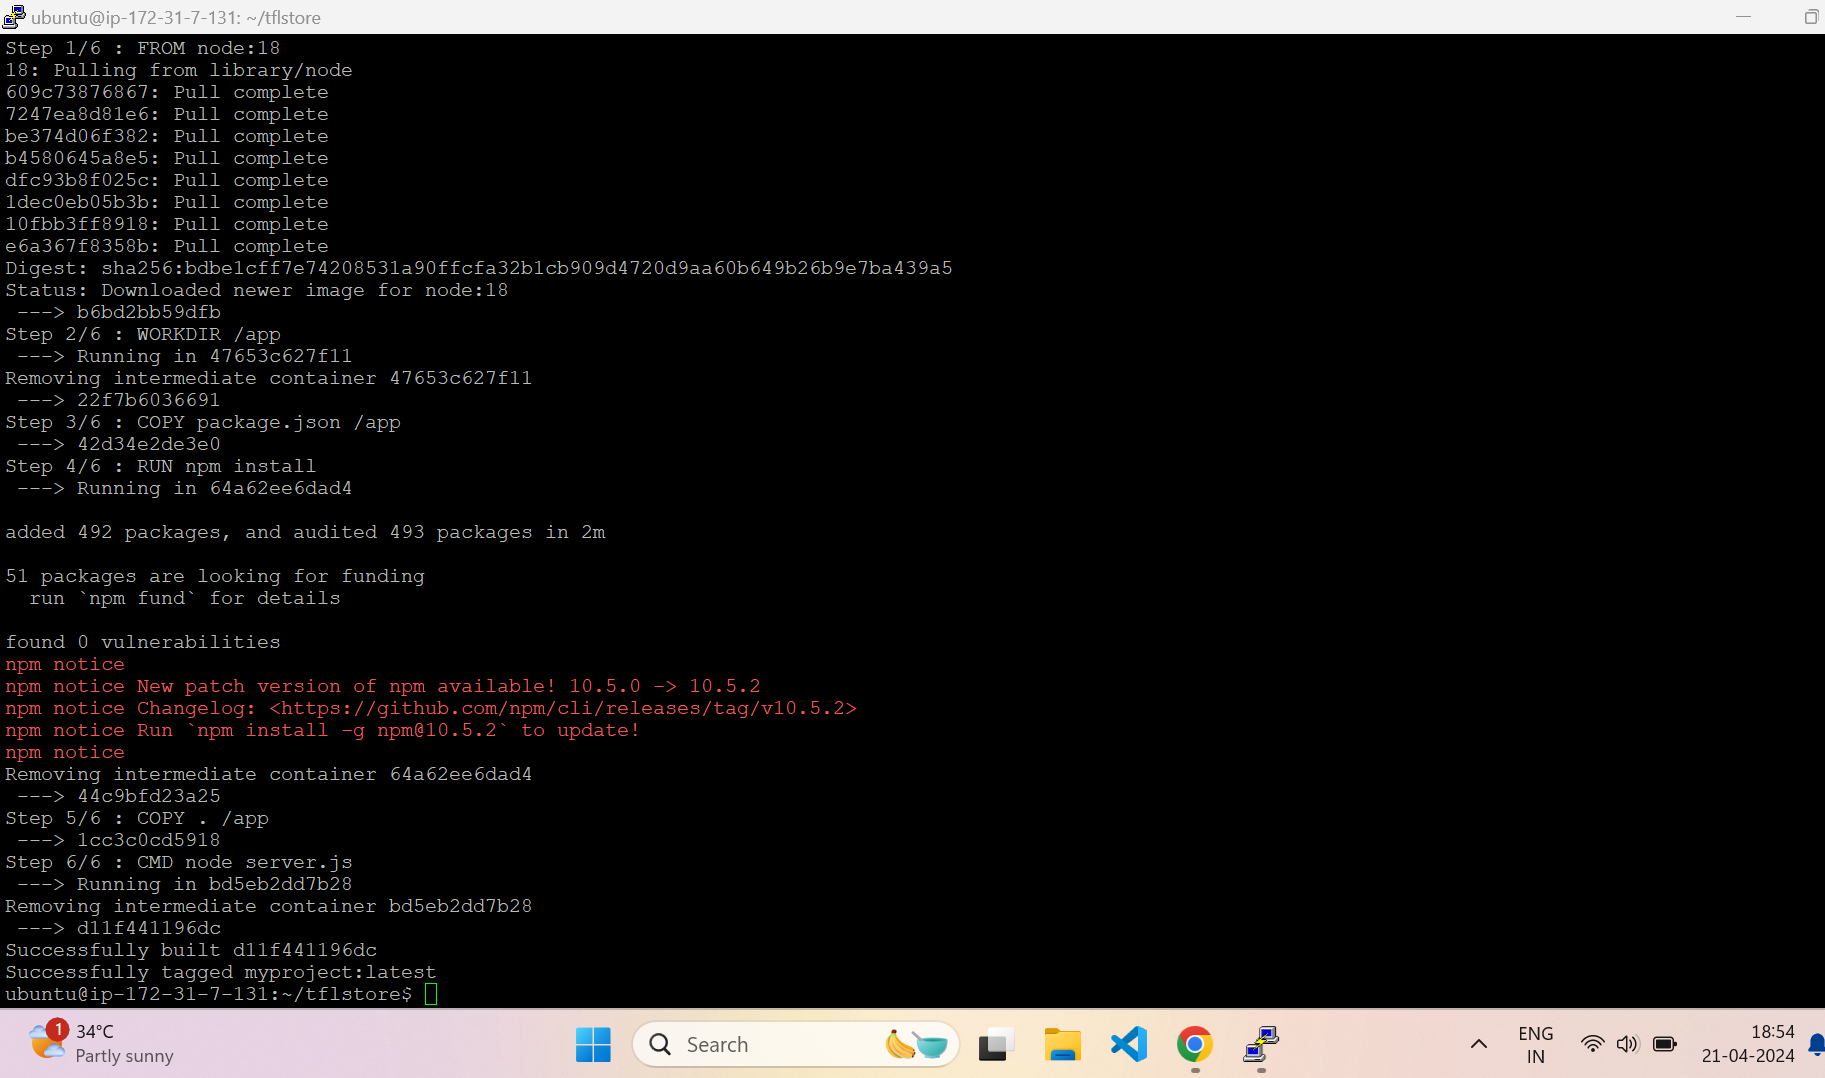 ubuntu@ip-172-31-7-131: ~/tflstore
Step 1/6 : FROM node:18
18: Pulling from library/node
609c73876867: Pull complete
7247ea8d81e6: Pull complete
be374d06f382: Pull complete
b4580645a8e5: Pull complete
dfc93b8f025c: Pull complete
1dec0eb05b3b: Pull complete
10fbb3ff8918: Pull complete
e6a367f8358b: Pull complete
Digest: sha256:bdbe1cff7e74208531a90ffcfa32b1cb909d4720d9aa60b649b26b9e7ba439a5
Status: Downloaded newer image for node:18
 ---> b6bd2bb59dfb
Step 2/6 : WORKDIR /app
 ---> Running in 47653c627f11
Removing intermediate container 47653c627f11
 ---> 22f7b6036691
Step 3/6 : COPY package.json /app
 ---> 42d34e2de3e0
Step 4/6 : RUN npm install
 ---> Running in 64a62ee6dad4
added 492 packages, and audited 493 packages in 2m
51 packages are looking for funding
  run `npm fund` for details
found 0 vulnerabilities
npm notice
npm notice New patch version of npm available! 10.5.0 -> 10.5.2
npm notice Changelog: <https://github.com/npm/cli/releases/tag/v10.5.2>
npm notice Run `npm install -g npm@10.5.2` to update!
npm notice
Removing intermediate container 64a62ee6dad4
 ---> 44c9bfd23a25
Step 5/6 : COPY . /app
 ---> 1cc3c0cd5918
Step 6/6 : CMD node server.js
 ---> Running in bd5eb2dd7b28
Removing intermediate container bd5eb2dd7b28
 ---> d11f441196dc
Successfully built d11f441196dc
Successfully tagged myproject:latest
ubuntu@ip-172-31-7-131:~/tflstore$
1
34°C
Partly sunny
Search
ENG
IN
18:54
21-04-2024